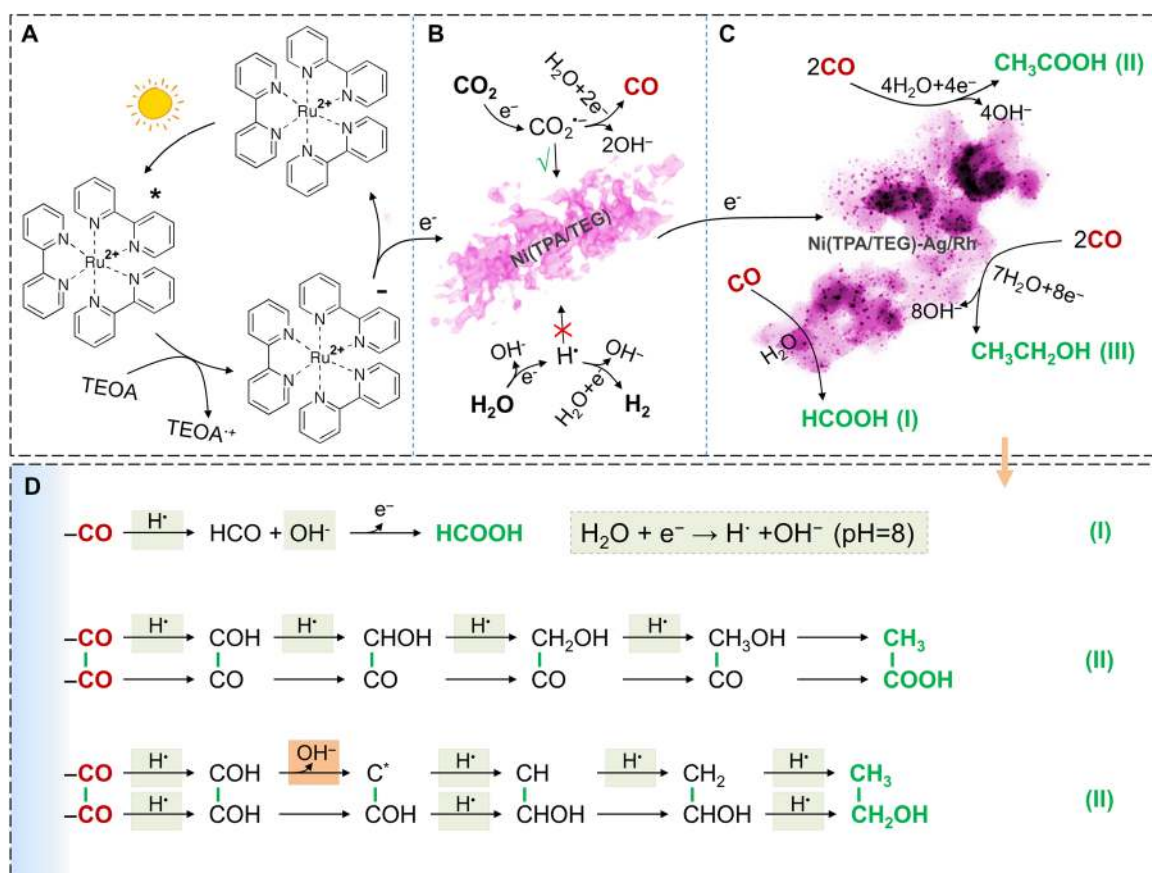 A
N
N
N
N
N
N
Ru2+
*
N
N
N
N
N
N
Ru2+
-
N
N
N
N
N
N
Ru2+
TEOA
TEOA·+
e-
B
CO2
e−
CO2·−
H2O+2e−
CO
2OH−
√
Ni(TPA/TEG)
OH-
H·
OH−
e-
H2O
H2O+e-
H2
e-
C
2CO
4H2O+4e−
CH3COOH (II)
4OH−
Ni(TPA/TEG)-Ag/Rh
2CO
CO
7H2O+8e−
8OH−
H2O
CH3CH2OH (III)
HCOOH (I)
D
–CO H· HCO + OH- e− HCOOH H2O + e− → H· +OH− (pH=8) (I)
–CO H· COH H· CHOH H· CH2OH H· CH3OH CH3
–CO CO CO CO CO COOH
(II)
–CO H· COH OH− C* H· CH H· CH2 H· CH3
–CO H· COH COH H· CHOH CHOH H· CH2OH
(II)